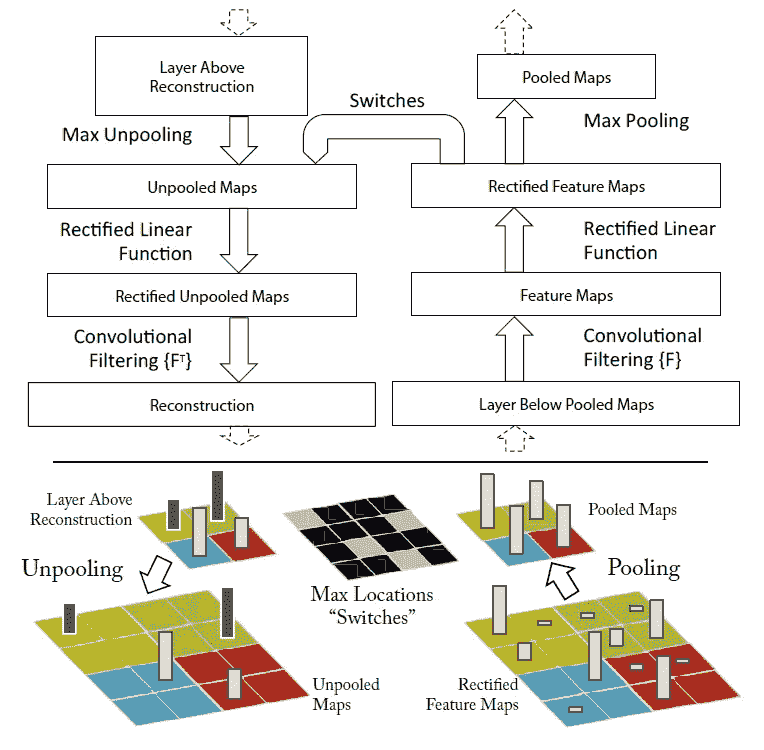 Layer Above
Reconstruction
Pooled Maps
Switches
Max Unpooling
Max Pooling
Unpooled Maps
Rectified Feature Maps
Rectified Linear
Function
Rectified Linear
Function
Rectified Unpooled Maps
Feature Maps
Convolutional
Filtering {Fᵀ}
Convolutional
Filtering {F}
Reconstruction
Layer Below Pooled Maps
Layer Above
Reconstruction
Pooled Maps
Unpooling
Max Locations
“Switches”
Pooling
Unpooled
Maps
Rectified
Feature Maps